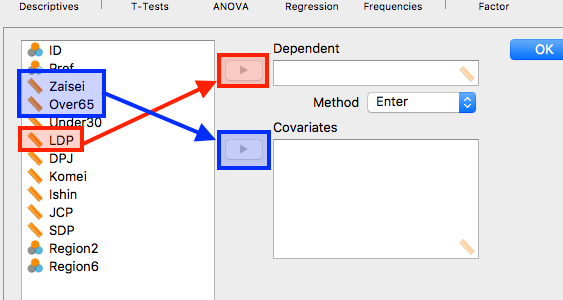 Descriptives T-Tests ANOVA Regression Frequencies Factor
ID
Pref
Zaisei
Over65
Under30
LDP
DPJ
Komei
Ishin
JCP
SDP
Region2
Region6
Dependent
Method Enter
Covariates
OK